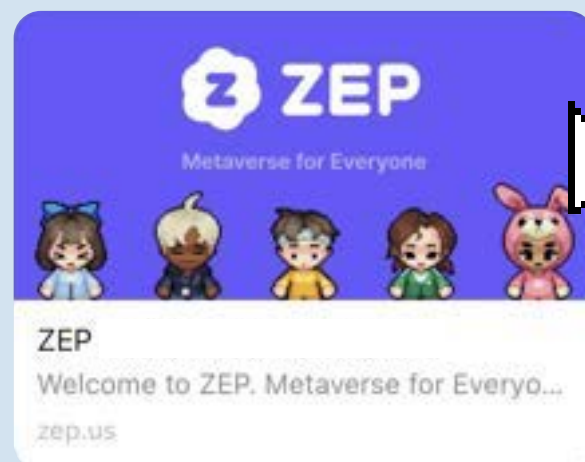 Z ZEP
Metaverse for Everyone
ZEP
Welcome to ZEP. Metaverse for Everyo...
zep.us